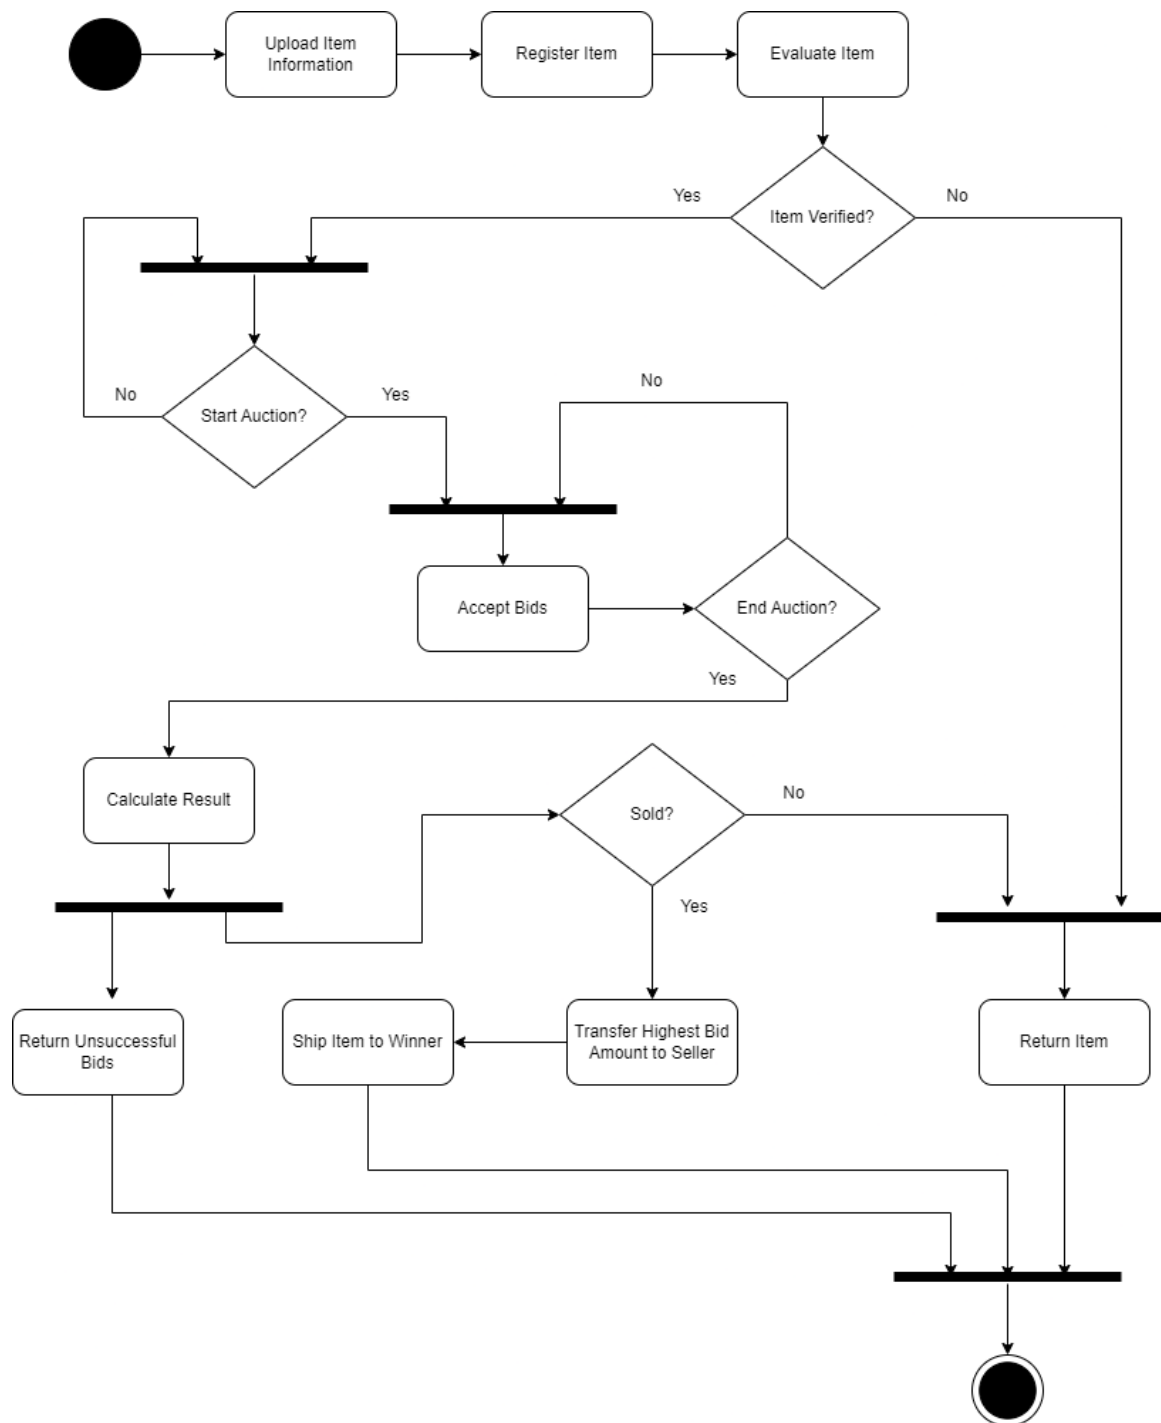 Upload Item
Information
Register Item
Evaluate Item
Yes
Item Verified?
No
No
Start Auction?
Yes
No
Accept Bids
End Auction?
Yes
Calculate Result
Sold?
No
Yes
Return Unsuccessful
Bids
Ship Item to Winner
Transfer Highest Bid
Amount to Seller
Return Item